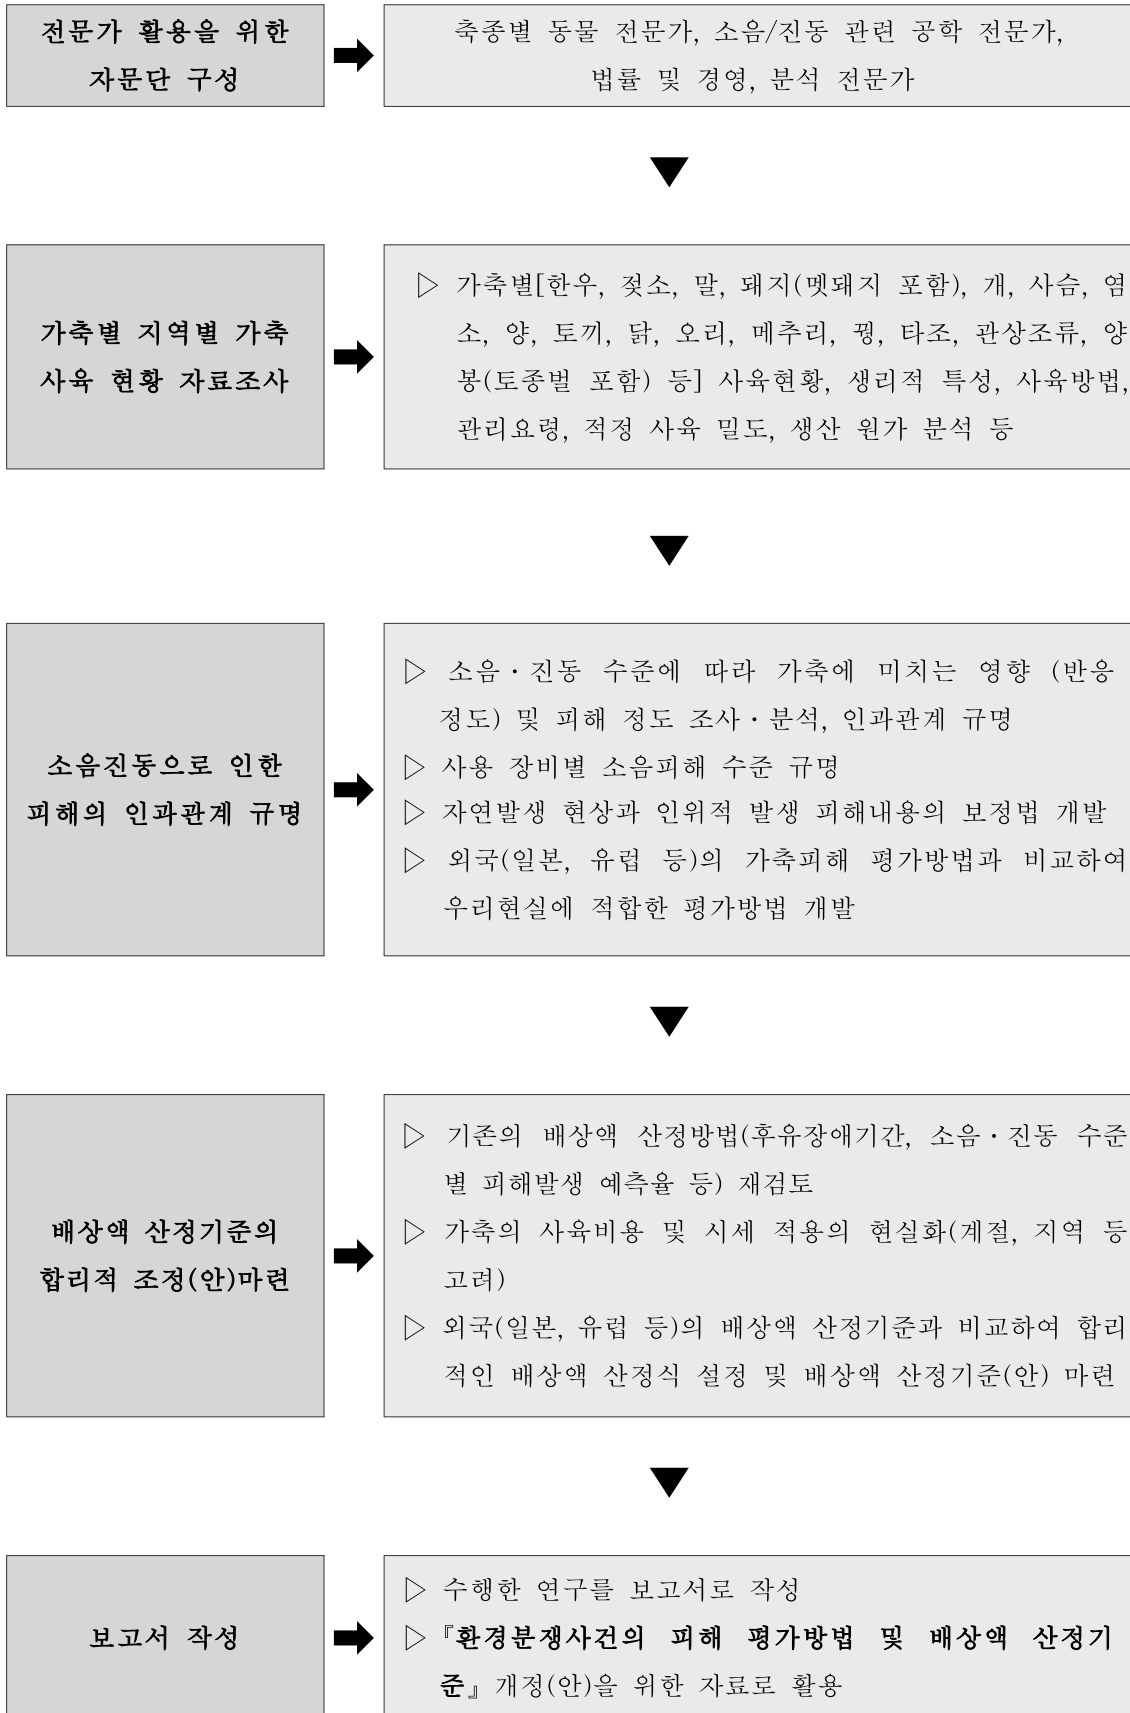 전문가 활용을 위한
자문단 구성
축종별 동물 전문가, 소음/진동 관련 공학 전문가,
법률 및 경영, 분석 전문가
가축별 지역별 가축
사육 현황 자료조사
▷ 가축별[한우, 젖소, 말, 돼지(멧돼지 포함), 개, 사슴, 염
소, 양, 토끼, 닭, 오리, 메추리, 꿩, 타조, 관상조류, 양
봉(토종벌 포함) 등] 사육현황, 생리적 특성, 사육방법,
관리요령, 적정 사육 밀도, 생산 원가 분석 등
소음진동으로 인한
피해의 인과관계 규명
▷ 소음・진동 수준에 따라 가축에 미치는 영향 (반응
정도) 및 피해 정도 조사・분석, 인과관계 규명
▷ 사용 장비별 소음피해 수준 규명
▷ 자연발생 현상과 인위적 발생 피해내용의 보정법 개발
▷ 외국(일본, 유럽 등)의 가축피해 평가방법과 비교하여
우리현실에 적합한 평가방법 개발
배상액 산정기준의
합리적 조정(안)마련
▷ 기존의 배상액 산정방법(후유장애기간, 소음・진동 수준
별 피해발생 예측율 등) 재검토
▷ 가축의 사육비용 및 시세 적용의 현실화(계절, 지역 등
고려)
▷ 외국(일본, 유럽 등)의 배상액 산정기준과 비교하여 합리
적인 배상액 산정식 설정 및 배상액 산정기준(안) 마련
보고서 작성
▷ 수행한 연구를 보고서로 작성
▷ 『환경분쟁사건의 피해 평가방법 및 배상액 산정기
준』 개정(안)을 위한 자료로 활용